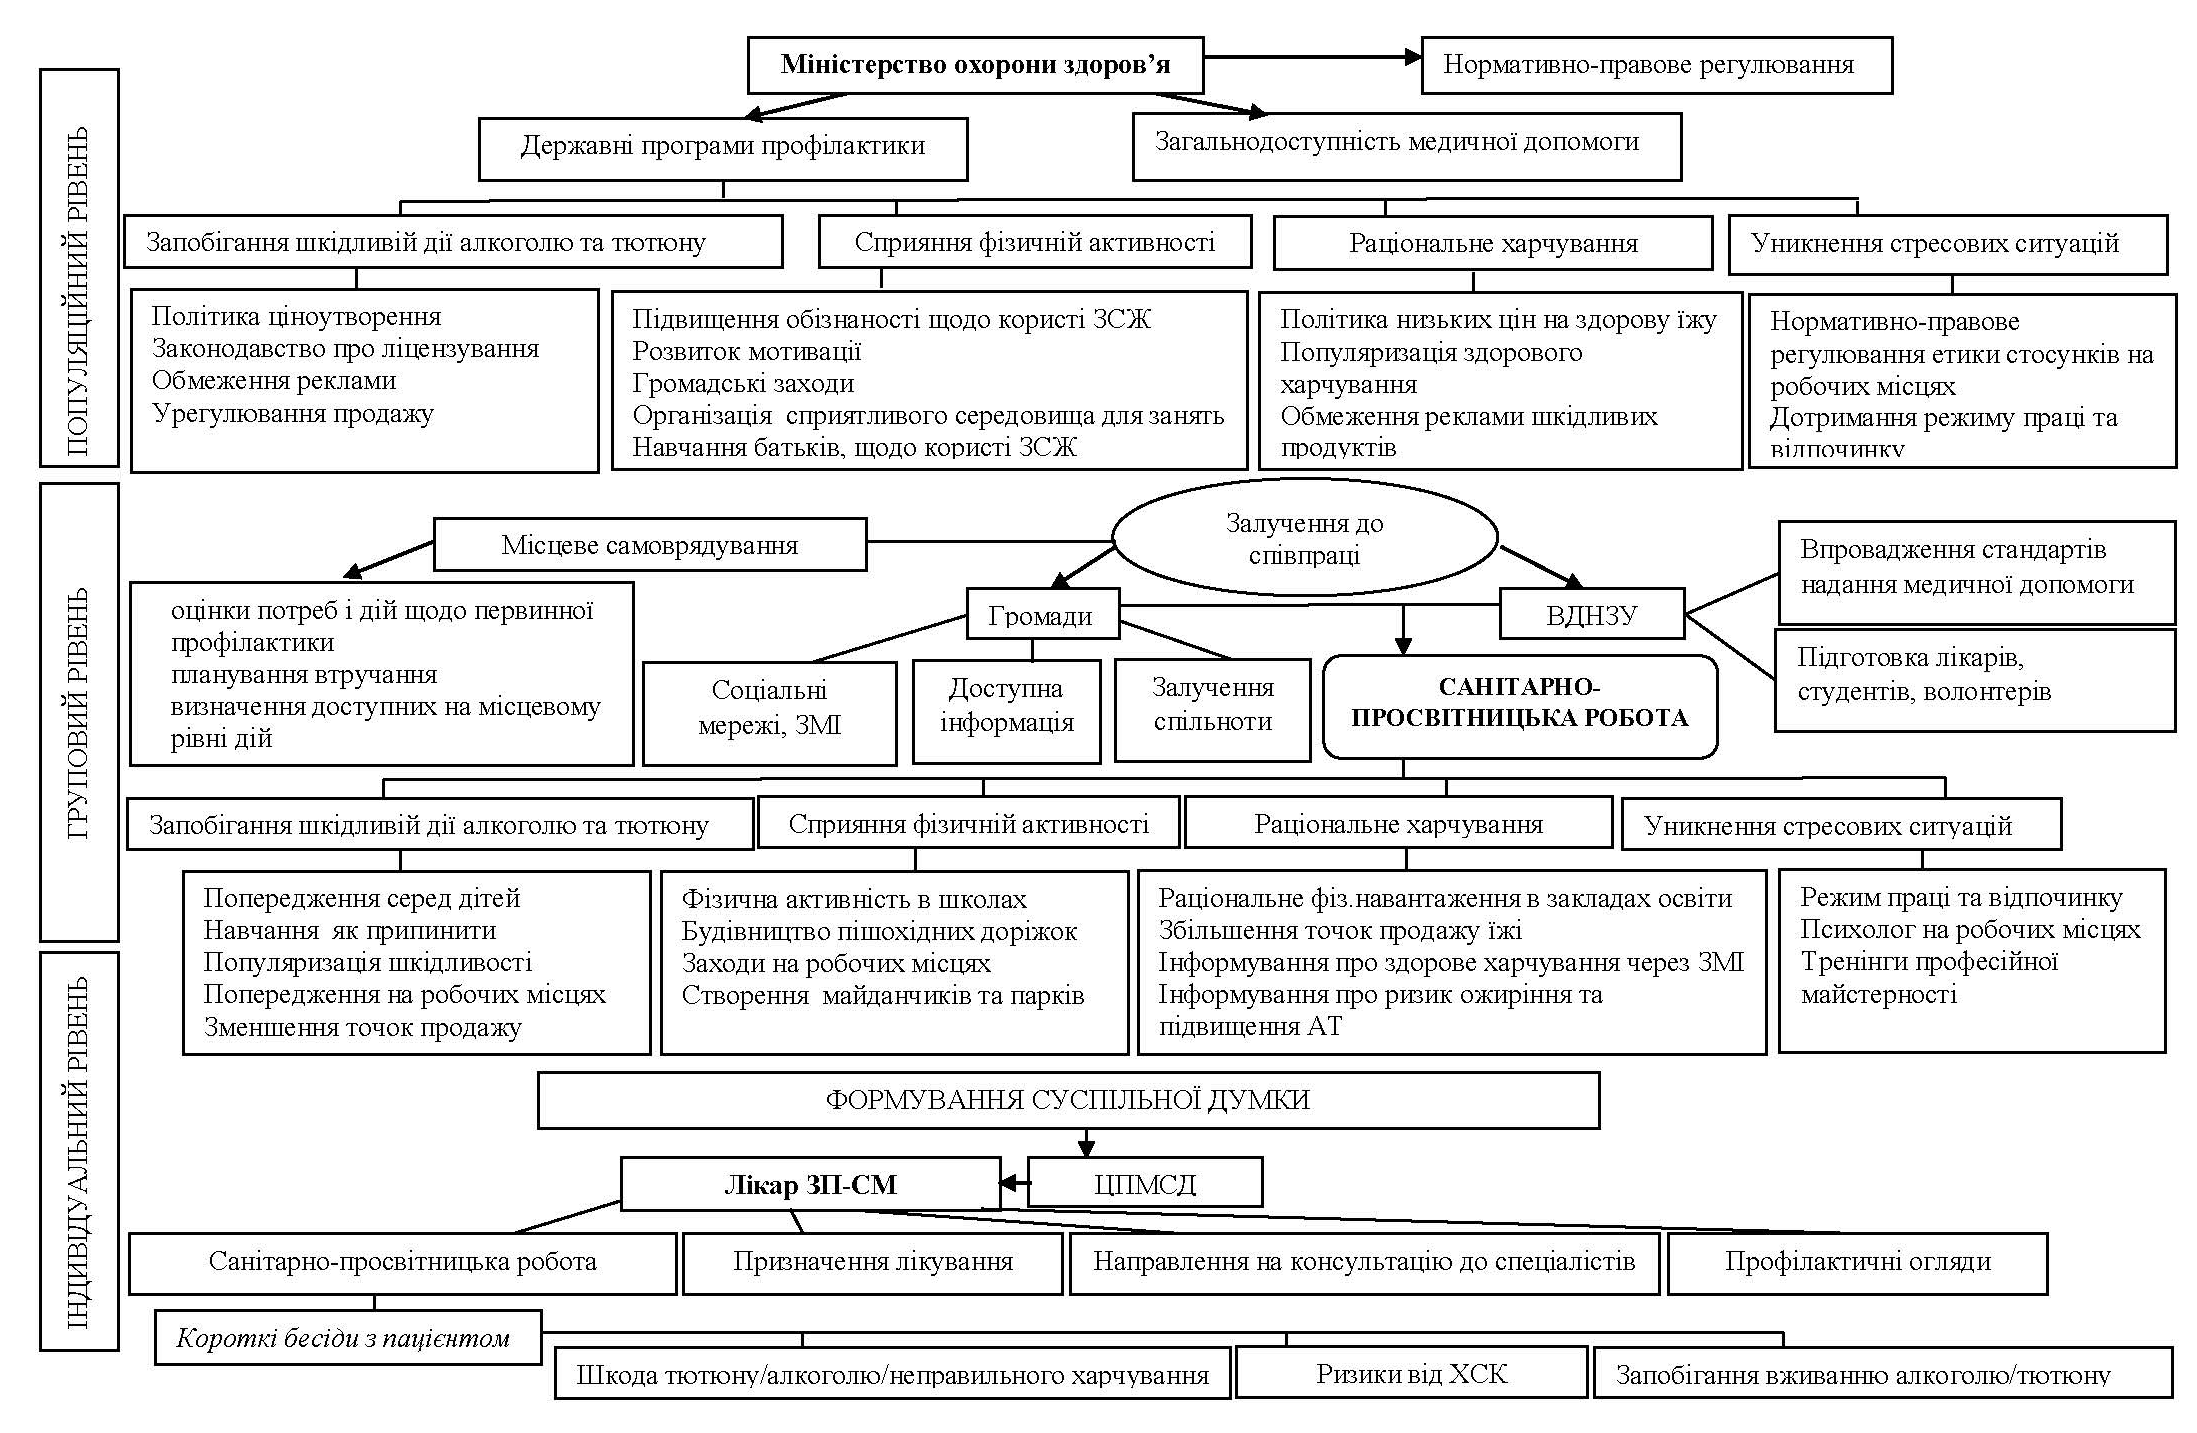 Міністерство охорони здоров’я
Нормативно-правове регулювання
Державні програми профілактики
Загальнодоступність медичної допомоги
ПОПУЛЯЦІЙНИЙ РІВЕНЬ
Запобігання шкідливій дії алкоголю та тютюну
Сприяння фізичній активності
Раціональне харчування
Уникнення стресових ситуацій
Політика ціноутворення
Законодавство про ліцензування
Обмеження реклами
Урегулювання продажу
Підвищення обізнаності щодо користі ЗСЖ
Розвиток мотивації
Громадські заходи
Організація  сприятливого середовища для занять
Навчання батьків, щодо користі ЗСЖ
Політика низьких цін на здорову їжу
Популяризація здорового
харчування
Обмеження реклами шкідливих
продуктів
Нормативно-правове
регулювання етики стосунків на
робочих місцях
Дотримання режиму праці та
відпочинку
ГРУПОВИЙ РІВЕНЬ
Залучення до
співпраці
Місцеве самоврядування
Громади
ВДНЗУ
Впровадження стандартів
надання медичної допомоги
Підготовка лікарів,
студентів, волонтерів
оцінки потреб і дій щодо первинної
профілактики
планування втручання
визначення доступних на місцевому
рівні дій
Соціальні
мережі, ЗМІ
Доступна
інформація
Залучення
спільноти
САНІТАРНО-
ПРОСВІТНИЦЬКА РОБОТА
Запобігання шкідливій дії алкоголю та тютюну
Сприяння фізичній активності
Раціональне харчування
Уникнення стресових ситуацій
Попередження серед дітей
Навчання  як припинити
Популяризація шкідливості
Попередження на робочих місцях
Зменшення точок продажу
Фізична активність в школах
Будівництво пішохідних доріжок
Заходи на робочих місцях
Створення  майданчиків та парків
Раціональне фіз.навантаження в закладах освіти
Збільшення точок продажу їжі
Інформування про здорове харчування через ЗМІ
Інформування про ризик ожиріння та
підвищення АТ
Режим праці та відпочинку
Психолог на робочих місцях
Тренінги професійної
майстерності
ІНДИВІДУАЛЬНИЙ РІВЕНЬ
ФОРМУВАННЯ СУСПІЛЬНОЇ ДУМКИ
Лікар ЗП-СМ
ЦПМСД
Санітарно-просвітницька робота
Призначення лікування
Направлення на консультацію до спеціалістів
Профілактичні огляди
Короткі бесіди з пацієнтом
Шкода тютюну/алкоголю/неправильного харчування
Ризики від ХСК
Запобігання вживанню алкоголю/тютюну